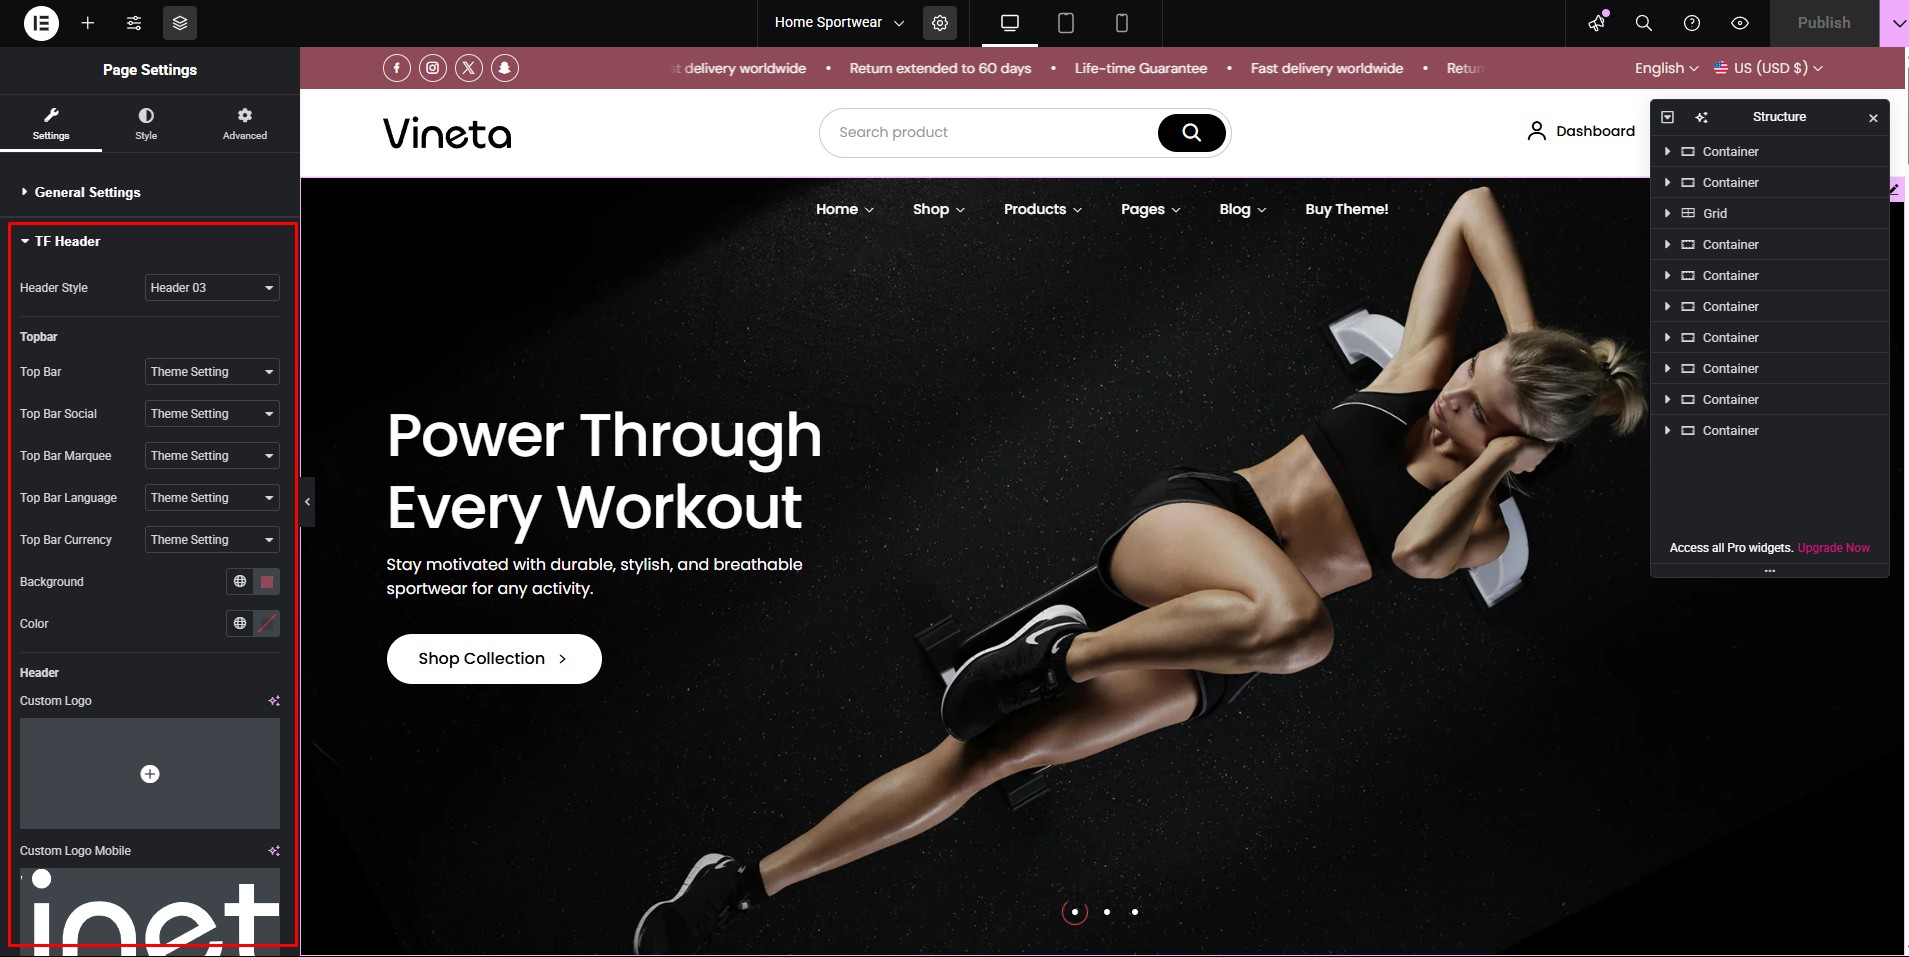 Home Sportwear
Publish
Page Settings
Settings
Style
Advanced
General Settings
TF Header
Header Style
Header 03
Topbar
Top Bar
Theme Setting
Top Bar Social
Theme Setting
Top Bar Marquee
Theme Setting
Top Bar Language
Theme Setting
Top Bar Currency
Theme Setting
Background
Color
Header
Custom Logo
Custom Logo Mobile
inet
st delivery worldwide • Return extended to 60 days • Life-time Guarantee • Fast delivery worldwide • Retur
English
US (USD $)
Vineta
Search product
Dashboard
Home
Shop
Products
Pages
Blog
Buy Theme!
Power Through
Every Workout
Stay motivated with durable, stylish, and breathable
sportwear for any activity.
Shop Collection
Structure
Container
Container
Grid
Container
Container
Container
Container
Container
Container
Container
Access all Pro widgets. Upgrade Now